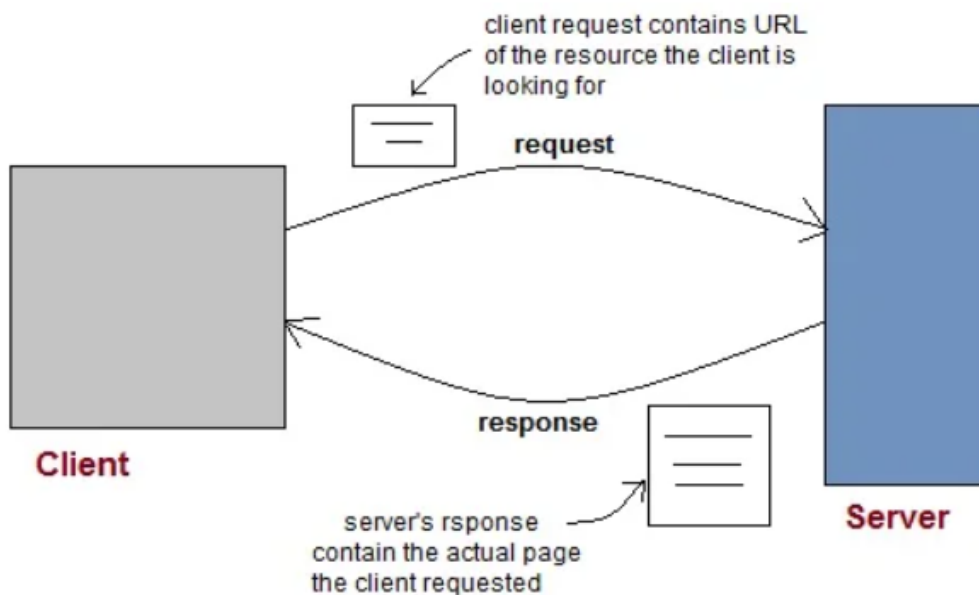 client request contains URL
of the resource the client is
looking for
request
response
Client
server's rsponse
contain the actual page
the client requested
Server